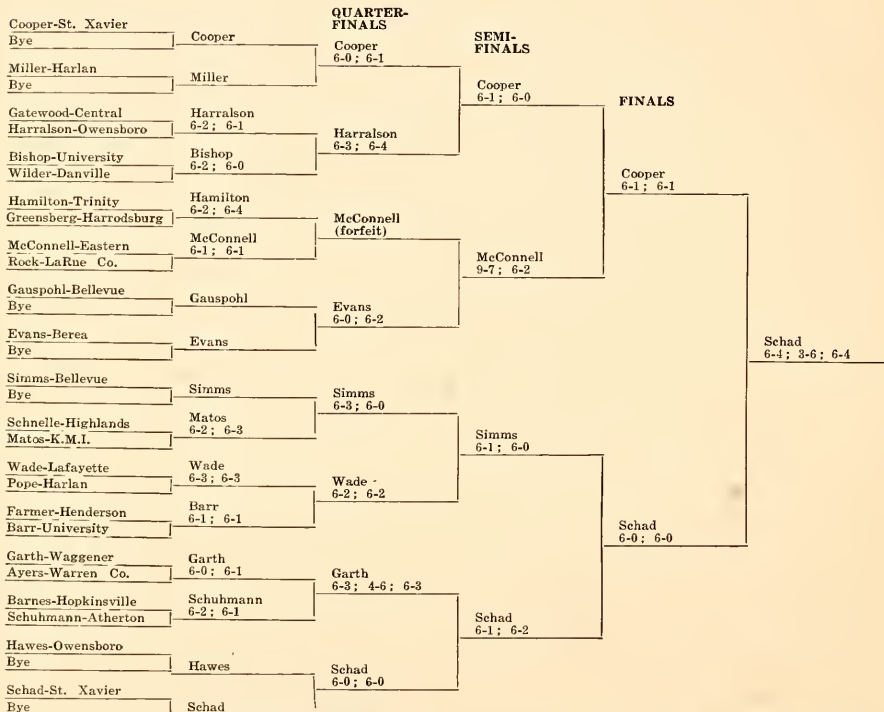 Cooper-St. Xavier
Bye
Miller-Harlan
Bye
Gatewood-Central
Harralson-Owensboro
Bishop-University
Wilder-Danville
Hamilton-Trinity
Greensberg-Harrodsburg
McConnell-Eastern
Rock-LaRue Co.
Gauspohl-Bellevue
Bye
Evans-Berea
Bye
Simms-Bellevue
Bye
Schnelle-Highlands
Matos-K.M.I.
Wade-Lafayette
Pope-Harlan
Farmer-Henderson
Barr-University
Garth-Waggener
Ayers-Warren Co.
Barnes-Hopkinsville
Schuhmann-Atherton
Hawes-Owensboro
Bye
Schad-St. Xavier
Bye
Cooper
Miller
Harralson
6-2; 6-1
Bishop
6-2; 6-0
Hamilton
6-2; 6-4
McConnell
6-1; 6-1
Gauspohl
Evans
Simms
Matos
6-2; 6-3
Wade
6-3; 6-3
Barr
6-1; 6-1
Garth
6-0; 6-1
Schuhmann
6-2; 6-1
Hawes
Schad
QUARTER-
FINALS
Cooper
6-0; 6-1
Harralson
6-3; 6-4
McConnell
(forfeit)
Evans
6-0; 6-2
Simms
6-3; 6-0
Wade
6-2; 6-2
Garth
6-3; 4-6; 6-3
Schad
6-0; 6-0
SEMI-
FINALS
Cooper
6-1; 6-0
McConnell
9-7; 6-2
Simms
6-1; 6-0
Schad
6-1; 6-2
FINALS
Cooper
6-1; 6-1
Schad
6-0; 6-0
Schad
6-4; 3-6; 6-4